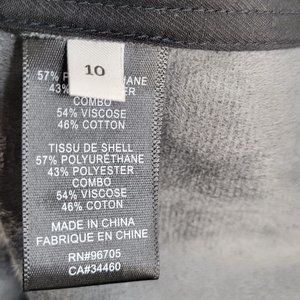 10
57%
43%
COMBO
54% VISCOSE
46% COTTON
TISSU DE SHELL
57% POLYURÉTHANE
43% POLYESTER
COMBO
54% VISCOSE
46% COTON
MADE IN CHINA
FABRIQUE EN CHINE
RN#96705
CA#34460